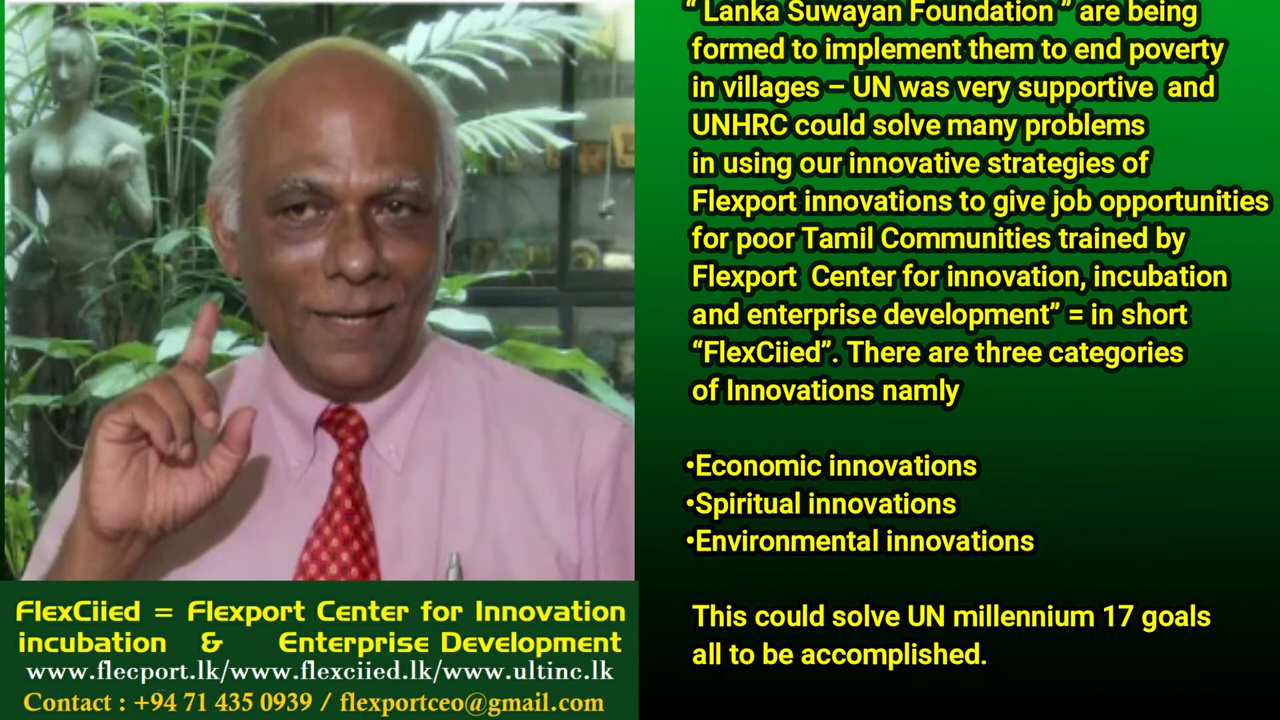 “ Lanka Suwayan Foundation ” are being
formed to implement them to end poverty
in villages – UN was very supportive and
UNHRC could solve many problems
in using our innovative strategies of
Flexport innovations to give job opportunities
for poor Tamil Communities trained by
Flexport Center for innovation, incubation
and enterprise development” = in short
“FlexCiied”. There are three categories
of Innovations namly
•Economic innovations
•Spiritual innovations
•Environmental innovations
This could solve UN millennium 17 goals
all to be accomplished.
FlexCiied = Flexport Center for Innovation
incubation & Enterprise Development
www.flecport.lk/www.flexciied.lk/www.ultinc.lk
Contact : +94 71 435 0939 / flexportceo@gmail.com